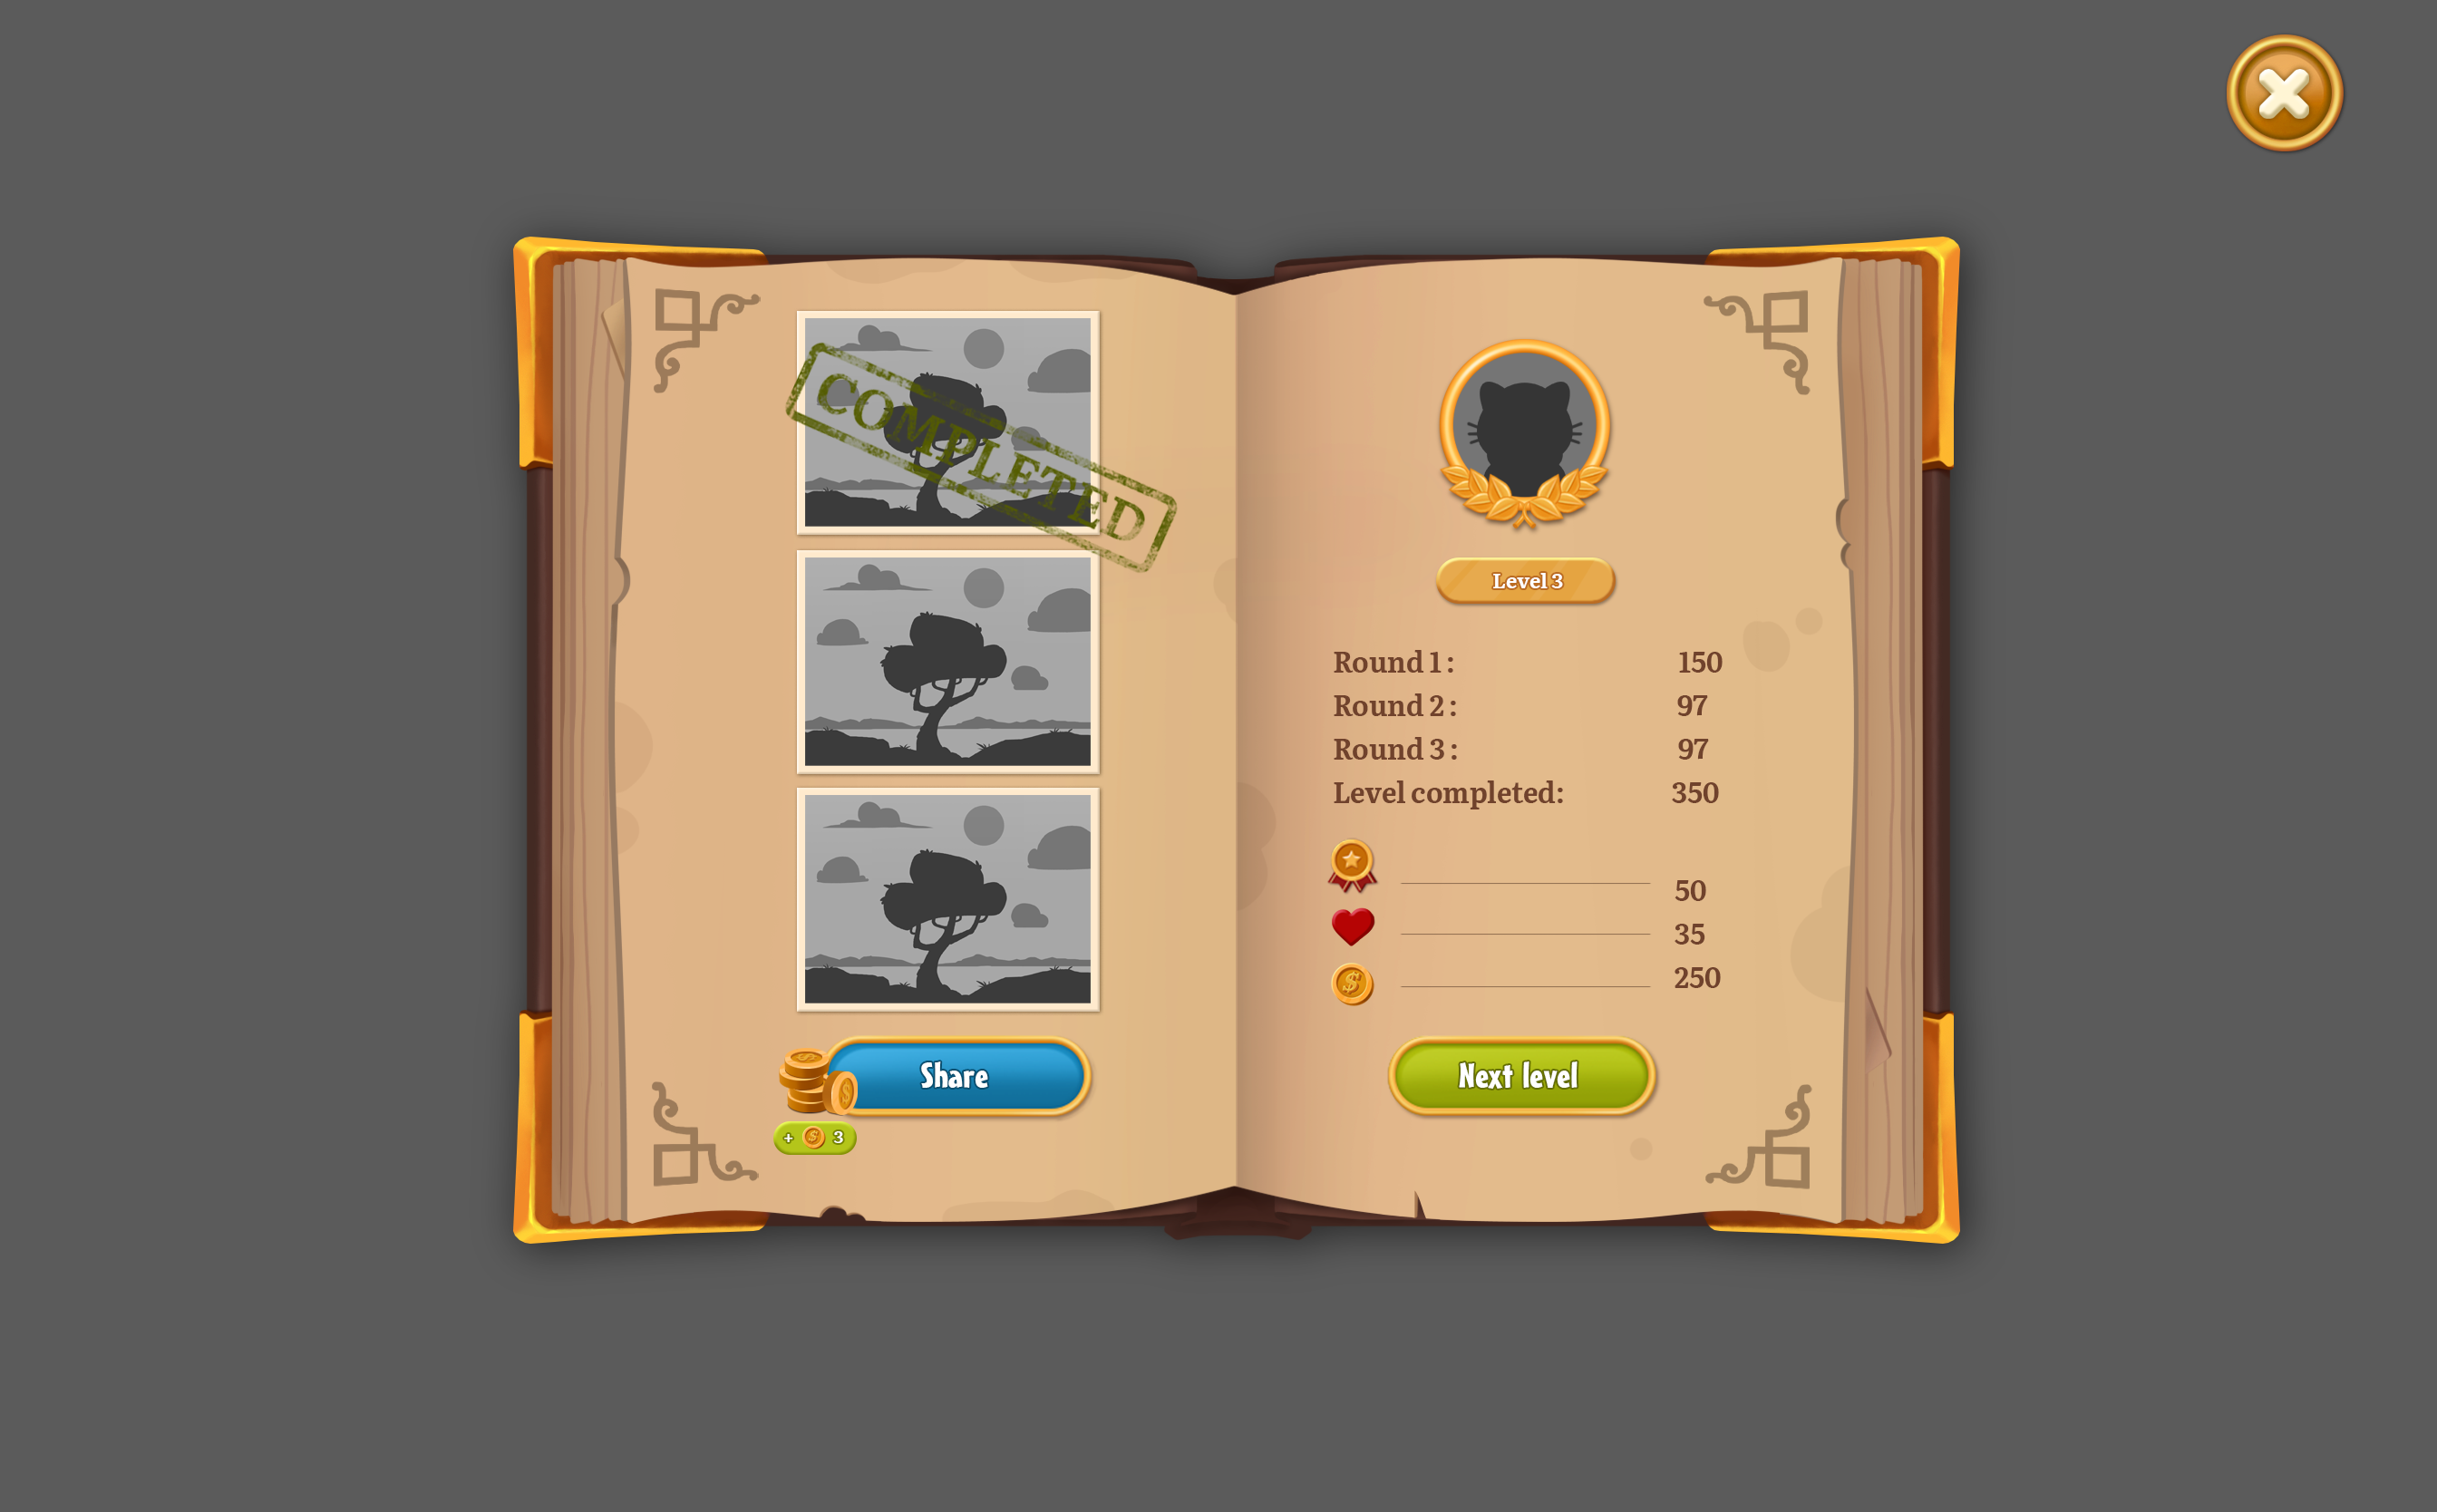 COMPLETED
Share
+ 3
Level 3
Round 1: 150
Round 2: 97
Round 3: 97
Level completed: 350
50
35
250
Next level